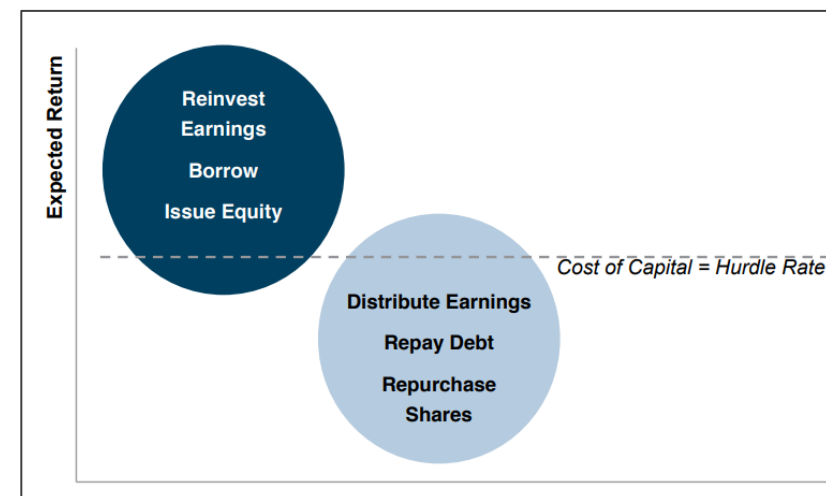 Expected Return
Reinvest
Earnings
Borrow
Issue Equity
Cost of Capital = Hurdle Rate
Distribute Earnings
Repay Debt
Repurchase
Shares